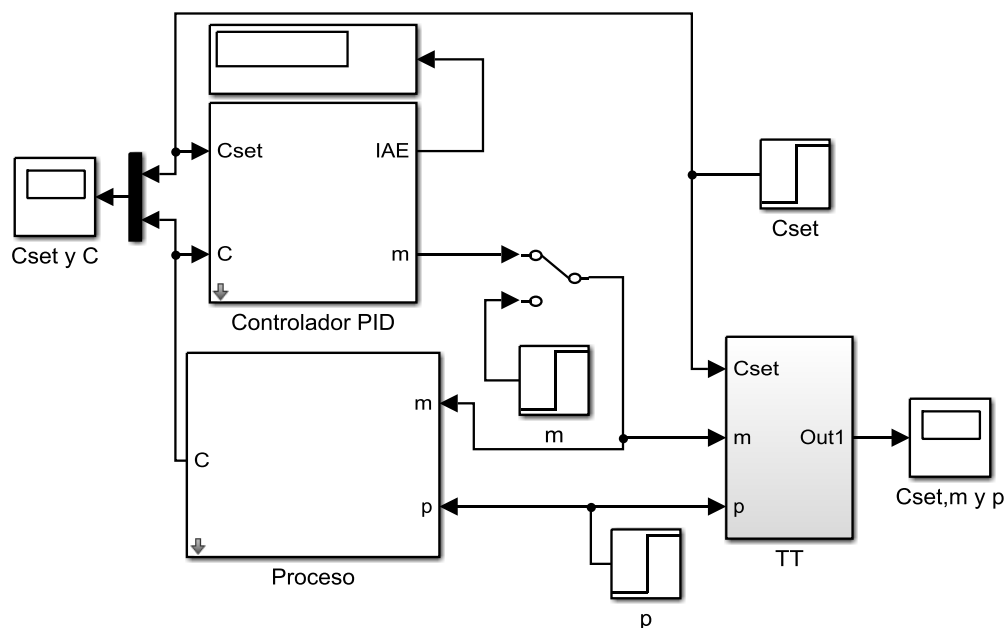 Cset
IAE
C
m
Controlador PID
Cset y C
Cset
m
C
m
p
Proceso
p
Cset
m
p
Out1
TT
Cset,m y p